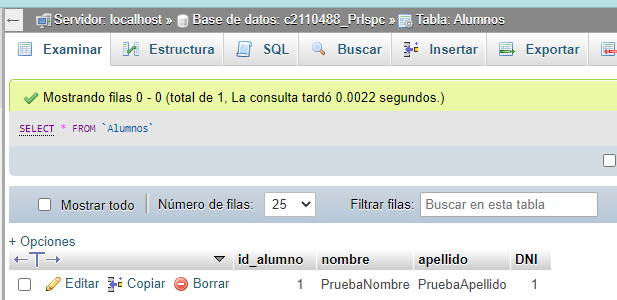 Servidor: localhost » Base de datos: c2110488_PrIspc » Tabla: Alumnos
Examinar Estructura SQL Buscar Insertar Exportar
Mostrando filas 0 - 0 (total de 1, La consulta tardó 0.0022 segundos.)
SELECT * FROM `Alumnos`
Mostrar todo Número de filas: 25 Filtrar filas: Buscar en esta tabla
+ Opciones
←T→ id_alumno nombre apellido DNI
Editar Copiar Borrar 1 PruebaNombre PruebaApellido 1